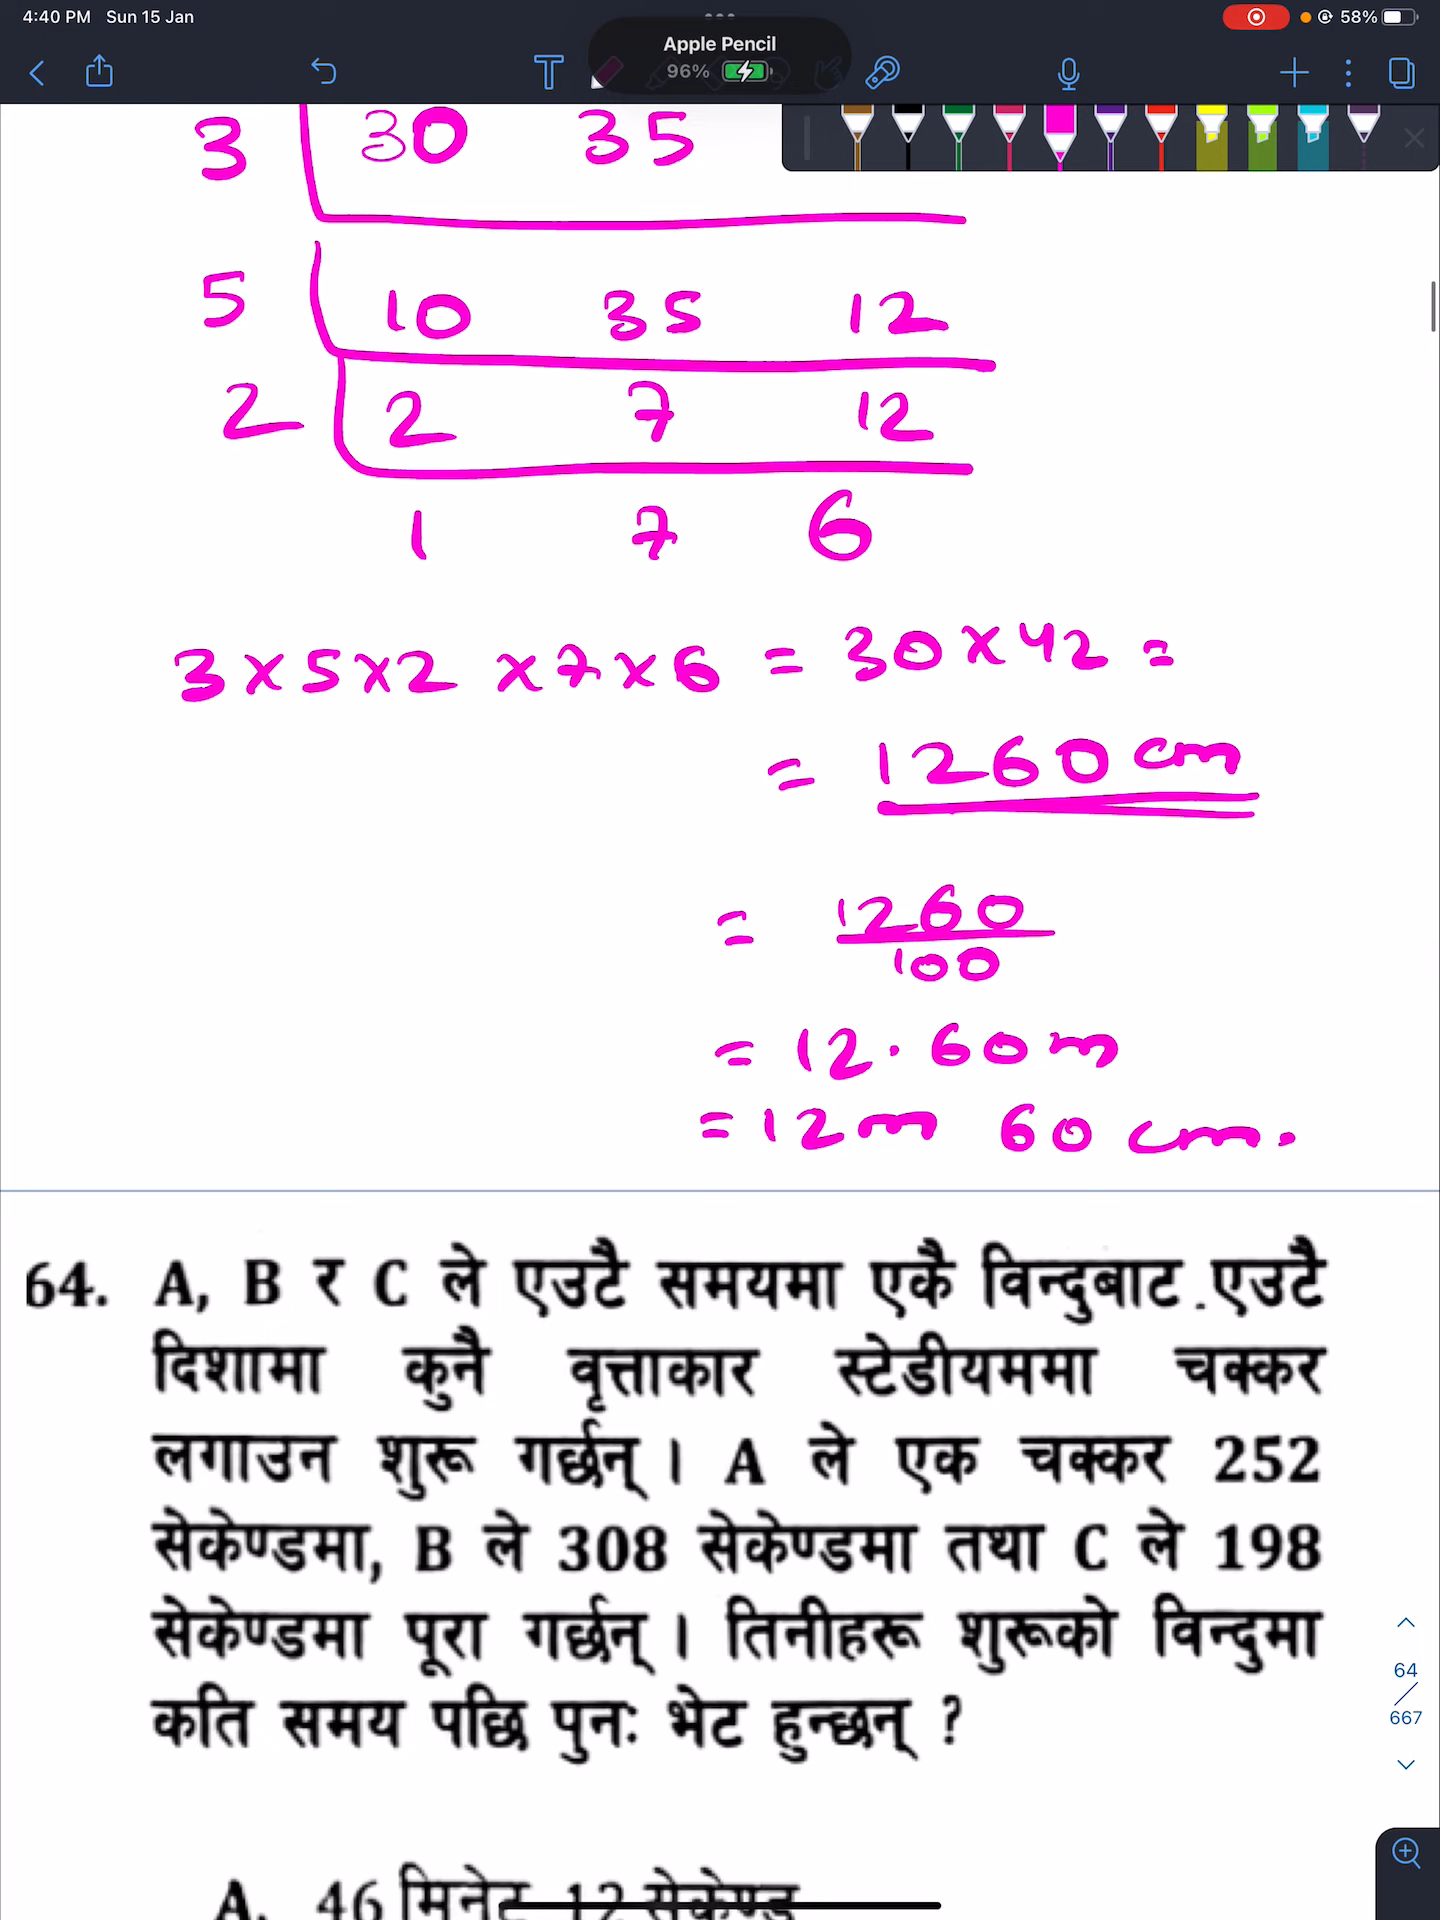 4:40 PM Sun 15 Jan
58%
Apple Pencil
96%
T
3 30 35
5 10 35 12
2 2 7 12
1 7 6
3 x 5 x 2 x 7 x 6 = 30 x 42 =
= 1260 cm
= 1260
100
= 12.60 m
= 12 m 60 cm.
64. A, B र C ले एउटै समयमा एकै विन्दुबाट एउटै
दिशामा कुनै वृत्ताकार स्टेडीयममा चक्कर
लगाउन शुरू गर्छन् । A ले एक चक्कर 252
सेकेण्डमा, B ले 308 सेकेण्डमा तथा C ले 198
सेकेण्डमा पूरा गर्छन् । तिनीहरू शुरूको विन्दुमा
कति समय पछि पुनः भेट हुन्छन् ?
64
667
A. 46 मिनेट 12 सेकेण्ड